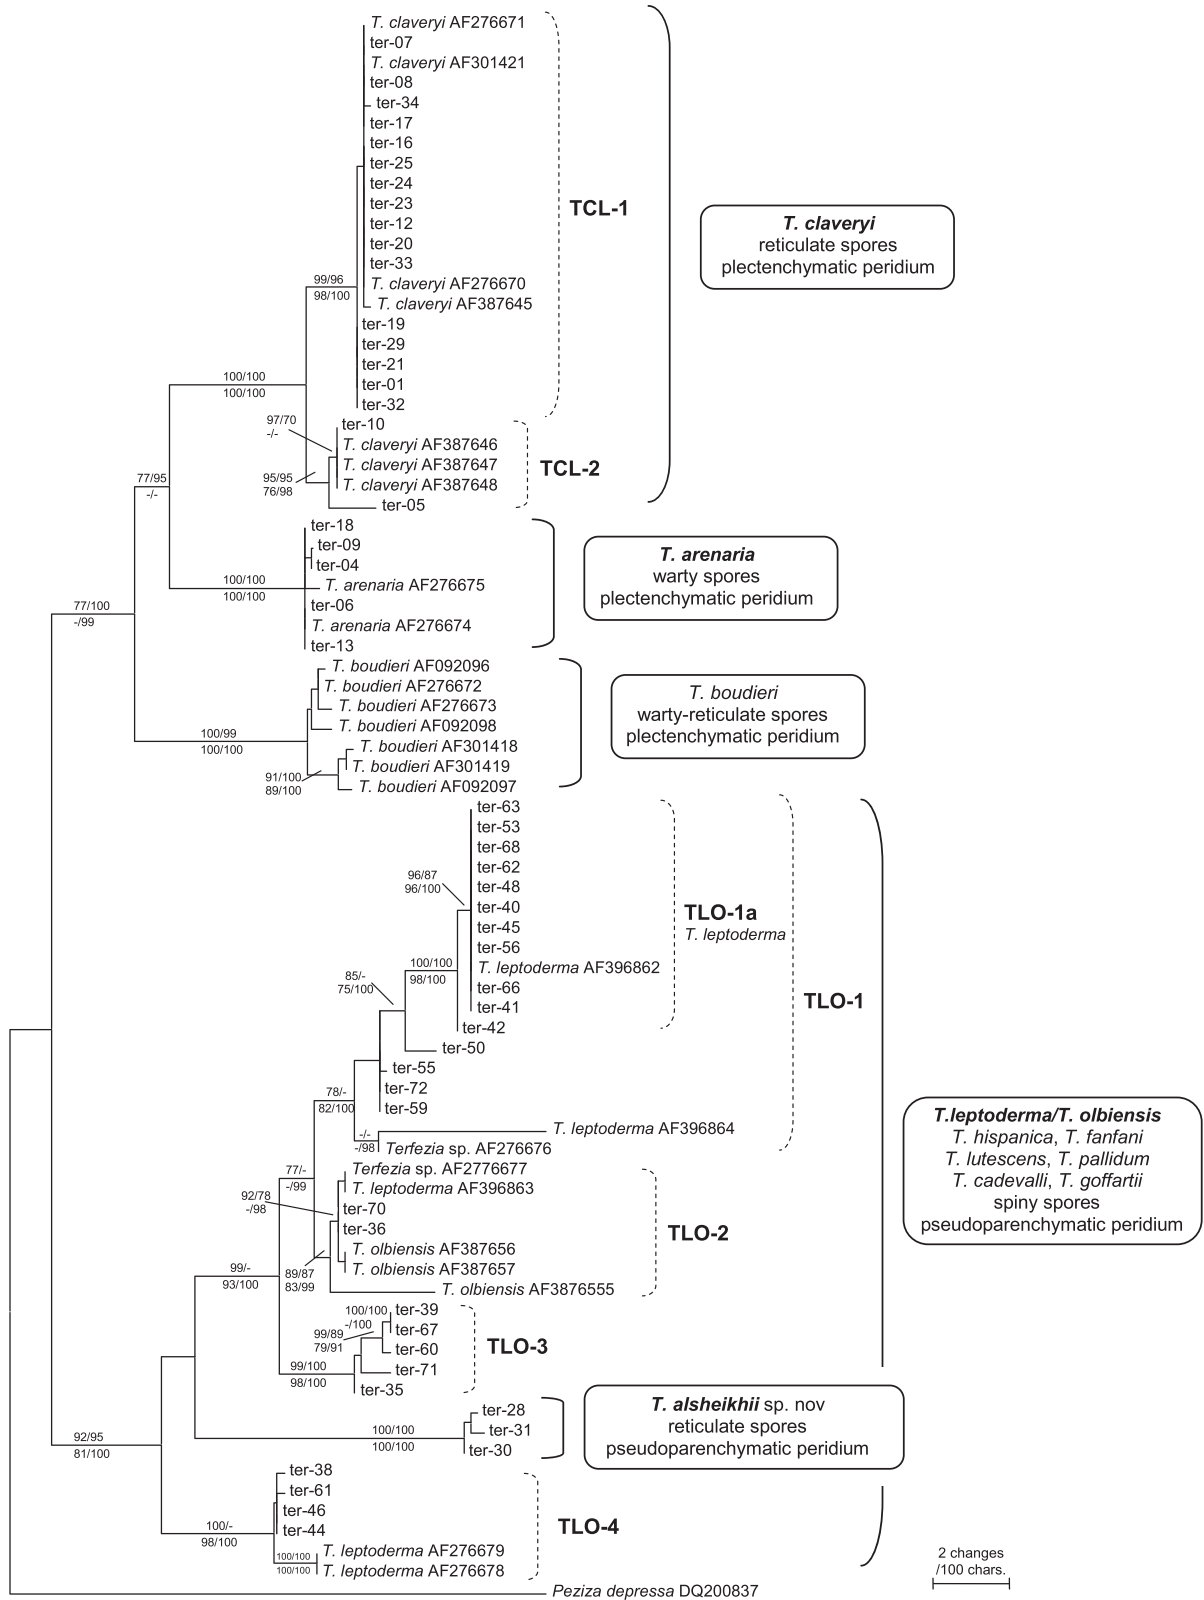 T. claveryi AF276671
ter-07
T. claveryi AF301421
ter-08
ter-34
ter-17
ter-16
ter-25
ter-24
ter-23
ter-12
ter-20
ter-33
T. claveryi AF276670
T. claveryi AF387645
ter-19
ter-29
ter-21
ter-01
ter-32
TCL-1
99/96
98/100
100/100
100/100
ter-10
T. claveryi AF387646
T. claveryi AF387647
T. claveryi AF387648
ter-05
TCL-2
97/70
-/-
95/95
76/98
T. claveryi
reticulate spores
plectenchymatic peridium
77/95
-/-
ter-18
ter-09
ter-04
T. arenaria AF276675
ter-06
T. arenaria AF276674
ter-13
100/100
100/100
T. arenaria
warty spores
plectenchymatic peridium
77/100
-/99
T. boudieri AF092096
T. boudieri AF276672
T. boudieri AF276673
T. boudieri AF092098
T. boudieri AF301418
T. boudieri AF301419
T. boudieri AF092097
100/99
100/100
91/100
89/100
T. boudieri
warty-reticulate spores
plectenchymatic peridium
ter-63
ter-53
ter-68
ter-62
ter-48
ter-40
ter-45
ter-56
T. leptoderma AF396862
ter-66
ter-41
ter-42
ter-50
ter-55
ter-72
ter-59
T. leptoderma AF396864
Terfezia sp. AF276676
96/87
96/100
100/100
98/100
85/-
75/100
78/-
82/100
-/-
-/98
TLO-1a
T. leptoderma
TLO-1
Terfezia sp. AF2776677
T. leptoderma AF396863
ter-70
ter-36
T. olbiensis AF387656
T. olbiensis AF387657
T. olbiensis AF3876555
77/-
-/99
92/78
-/98
89/87
83/99
TLO-2
99/-
93/100
ter-39
ter-67
ter-60
ter-71
ter-35
100/100
-/100
99/89
79/91
99/100
98/100
TLO-3
T.leptoderma/T. olbiensis
T. hispanica, T. fanfani
T. lutescens, T. pallidum
T. cadevalli, T. goffartii
spiny spores
pseudoparenchymatic peridium
ter-28
ter-31
ter-30
100/100
100/100
T. alsheikhii sp. nov
reticulate spores
pseudoparenchymatic peridium
92/95
81/100
ter-38
ter-61
ter-46
ter-44
T. leptoderma AF276679
T. leptoderma AF276678
100/-
98/100
100/100
100/100
TLO-4
Peziza depressa DQ200837
2 changes
/100 chars.